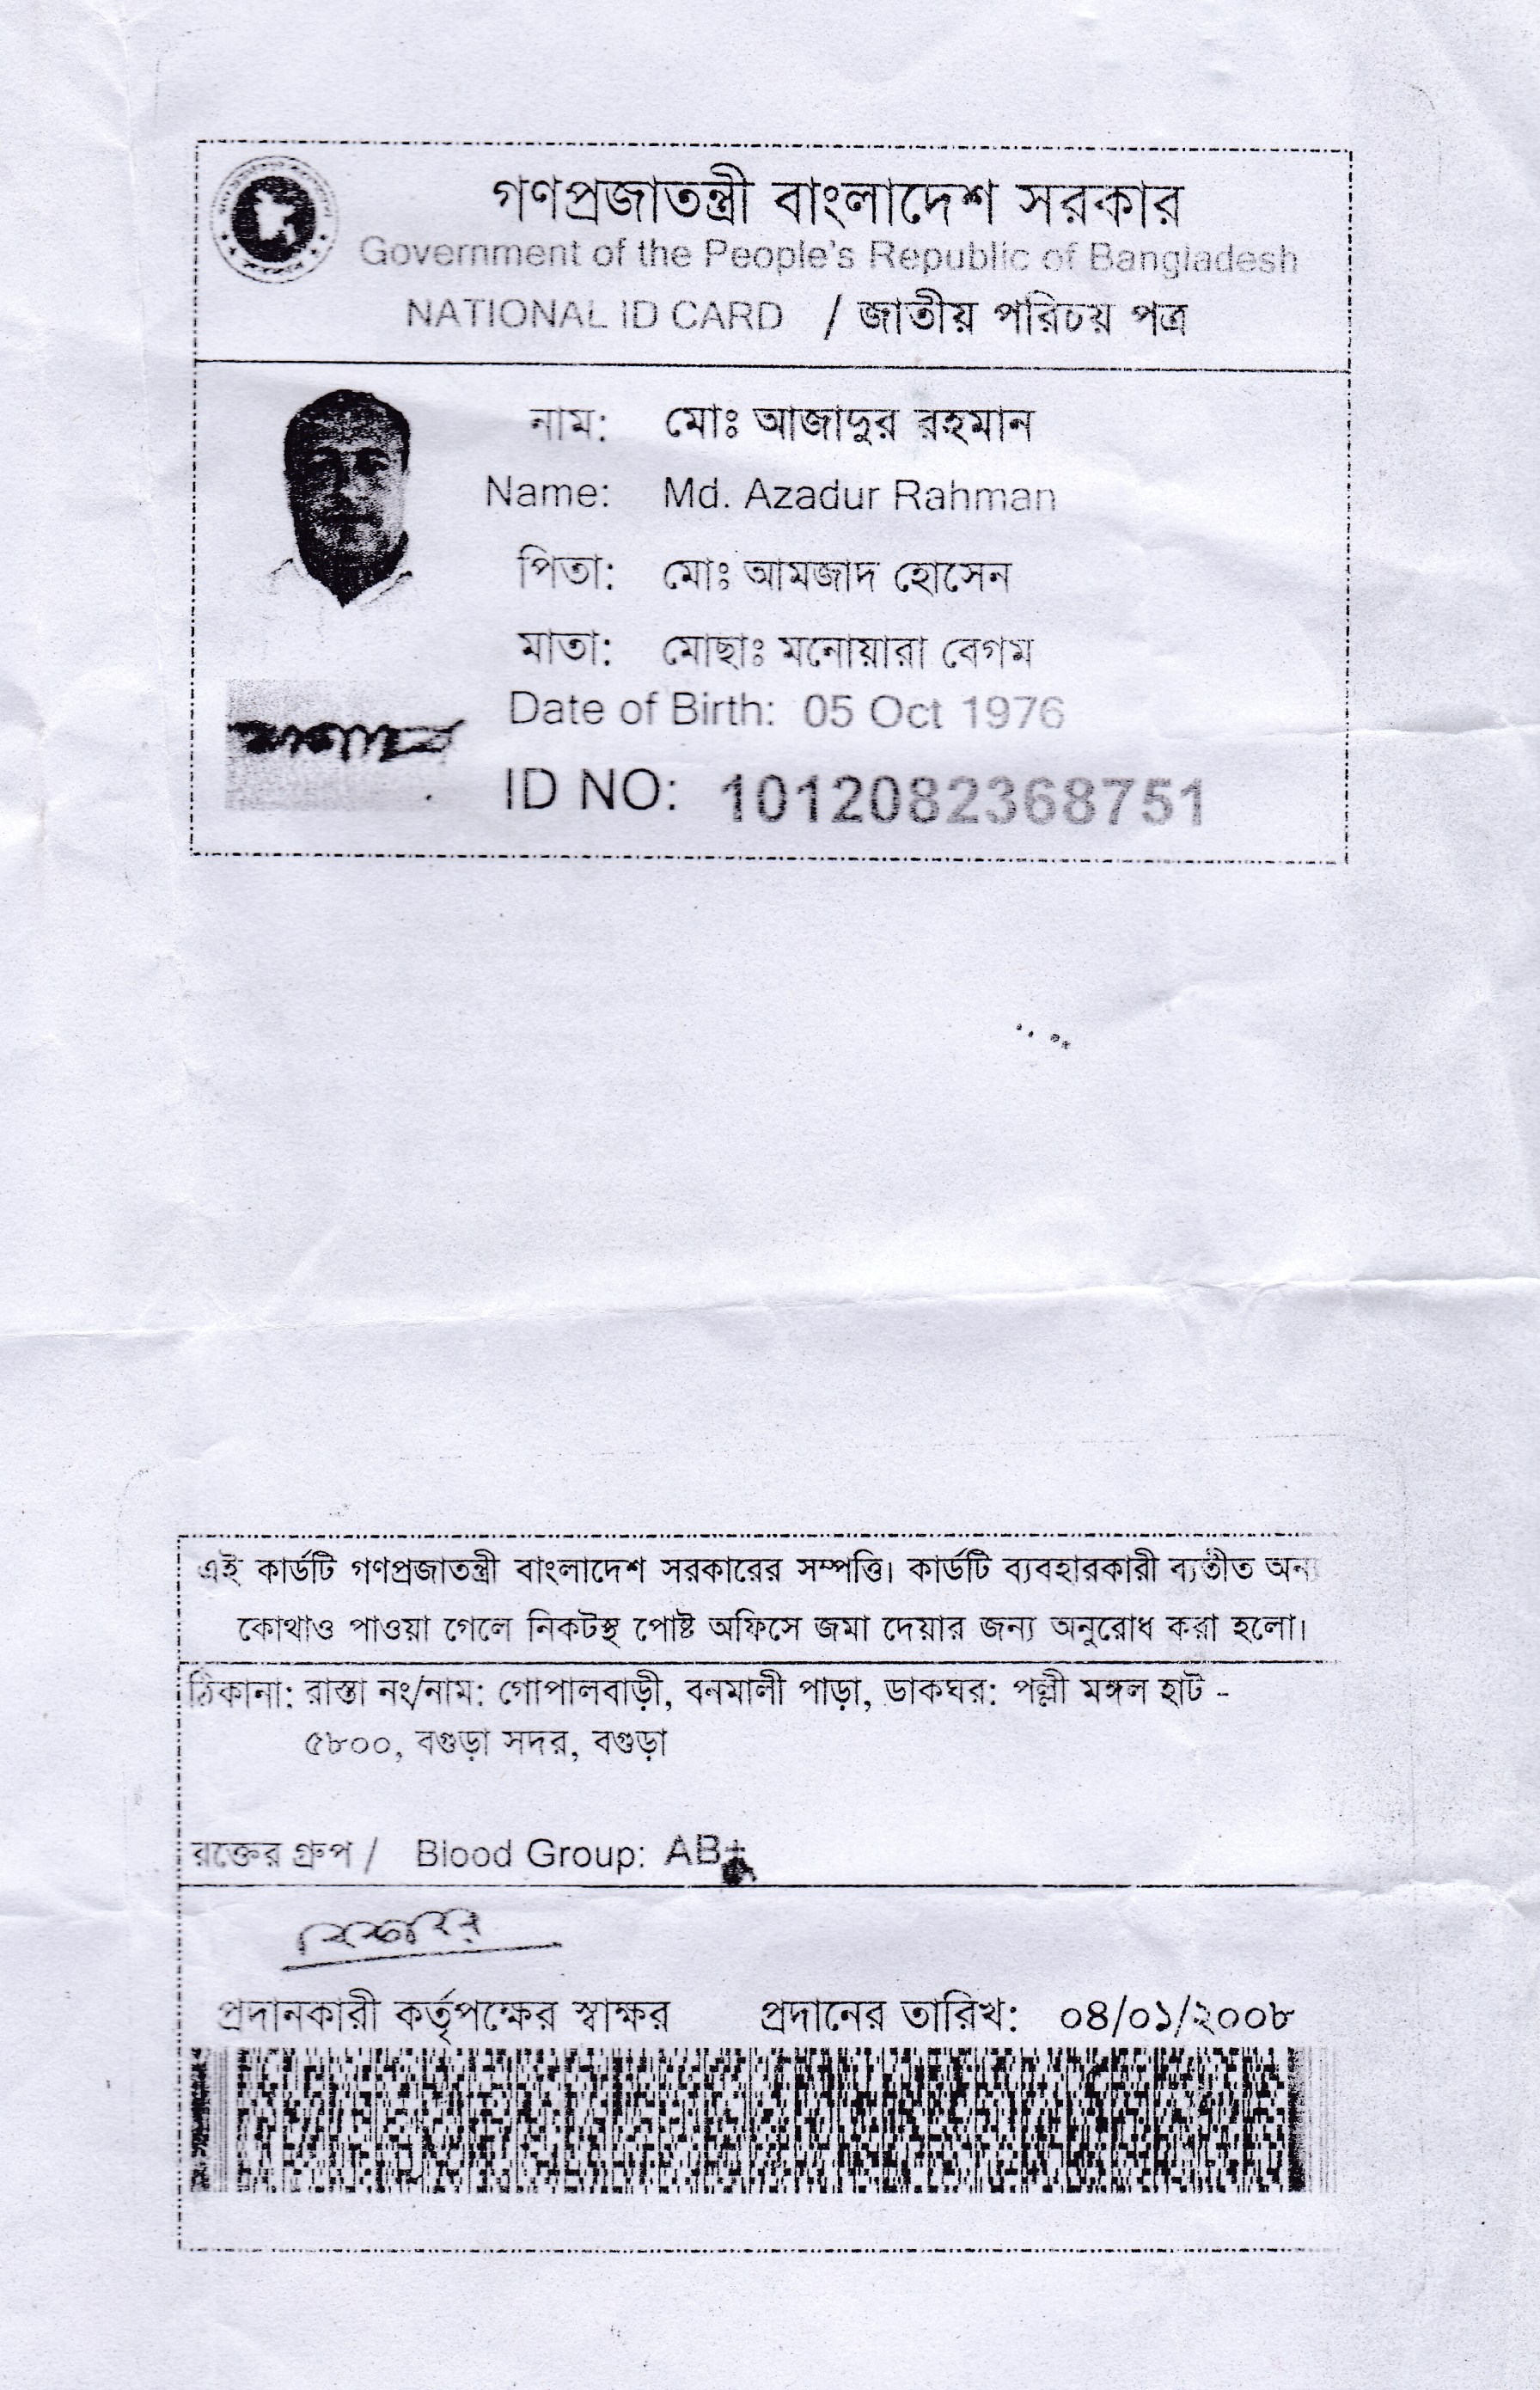 গণপ্রজাতন্ত্রী বাংলাদেশ সরকার
Government of the People's Republic of Bangladesh
NATIONAL ID CARD / জাতীয় পরিচয় পত্র
নাম: মোঃ আজাদুর রহমান
Name: Md. Azadur Rahman
পিতা: মোঃ আমজাদ হোসেন
মাতা: মোছাঃ মনোয়ারা বেগম
Date of Birth: 05 Oct 1976
ID NO: 1012082368751
এই কার্ডটি গণপ্রজাতন্ত্রী বাংলাদেশ সরকারের সম্পত্তি। কার্ডটি ব্যবহারকারী ব্যতীত অন্য
কোথাও পাওয়া গেলে নিকটস্থ পোষ্ট অফিসে জমা দেয়ার জন্য অনুরোধ করা হলো।
ঠিকানা: রাস্তা নং/নাম: গোপালবাড়ী, বনমালী পাড়া, ডাকঘর: পল্লী মঙ্গল হাট -
৫৮০০, বগুড়া সদর, বগুড়া
রক্তের গ্রুপ / Blood Group: AB+
প্রদানকারী কর্তৃপক্ষের স্বাক্ষর প্রদানের তারিখ: ০৪/০১/২০০৮